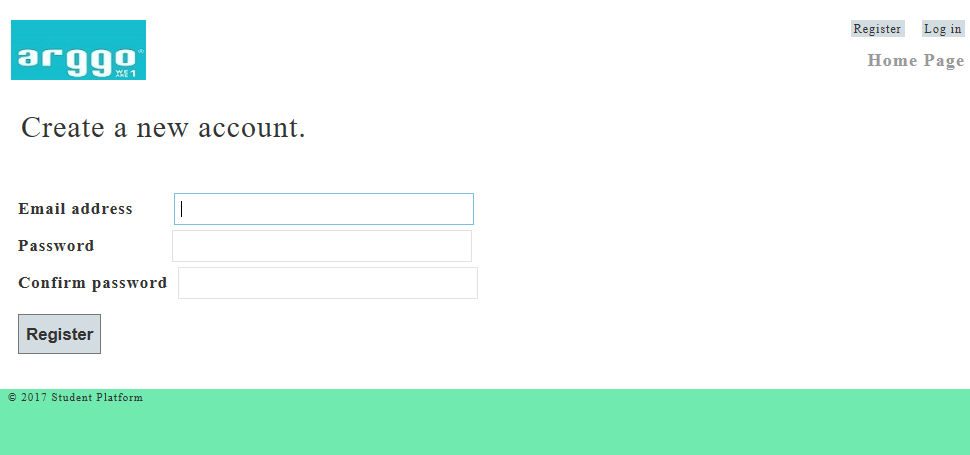 arggo
Register Log in
Home Page
Create a new account.
Email address
Password
Confirm password
Register
© 2017 Student Platform